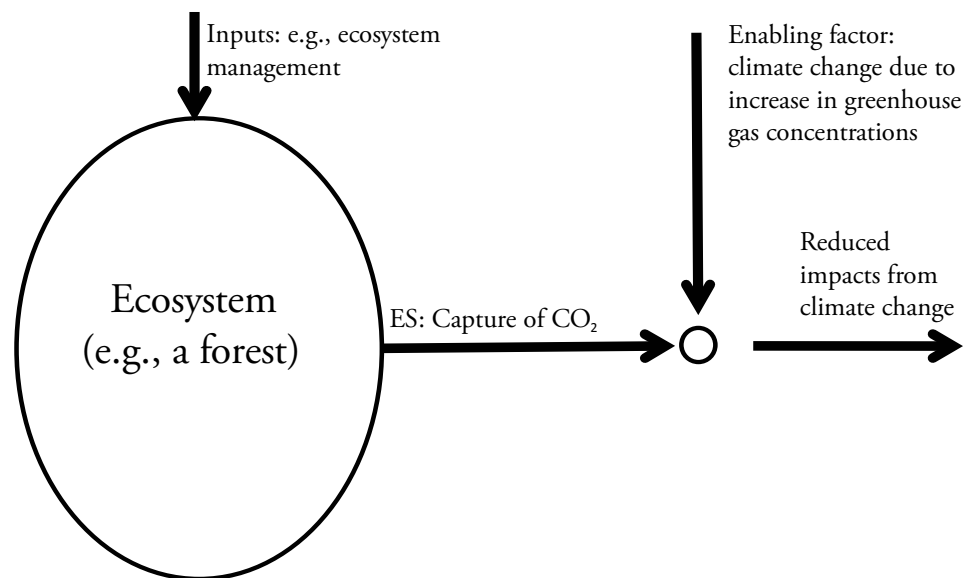 Inputs: e.g., ecosystem
management
Enabling factor:
climate change due to
increase in greenhouse
gas concentrations
Ecosystem
(e.g., a forest)
ES: Capture of CO₂
Reduced
impacts from
climate change